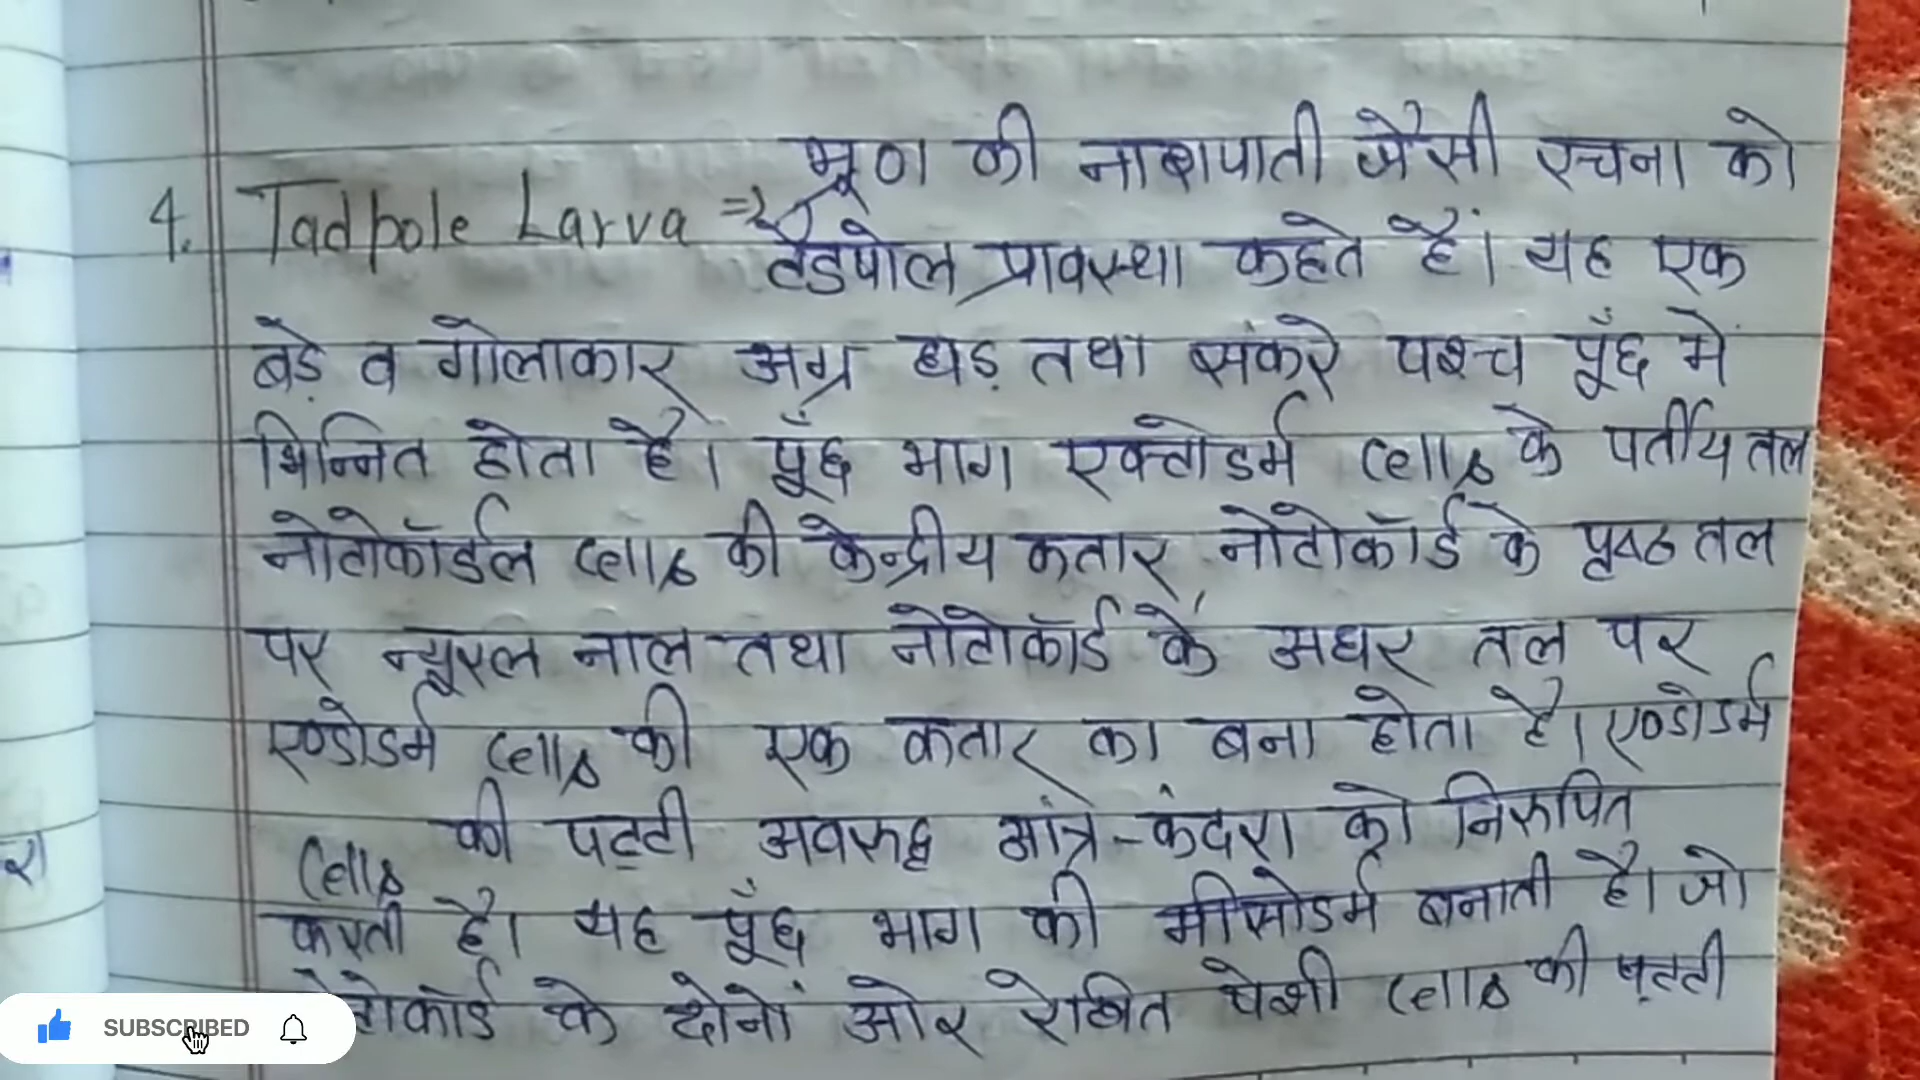 भ्रूण की नाशपाती जैसी रचना को
4. Tadpole Larva =>
टैडपोल प्रावस्था कहते हैं। यह एक
बड़े व गोलाकार अग्र धड़ तथा संकरे पश्च पूँछ में
भिन्नित होता है। पूँछ भाग एक्टोडर्म Cells के पर्तीय तल
नोटोकॉर्डल Cells की केन्द्रीय कतार नोटोकॉर्ड के पृष्ठ तल
पर न्यूरल नाल तथा नोटोकॉर्ड के अधर तल पर
एण्डोडर्म Cells की एक कतार का बना होता है। एण्डोडर्म
Cells की पट्टी अवरुद्ध आंत्र-कंदरा को निरुपित
करती है। यह पूँछ भाग की मीसोडर्म बनाती है। जो
के दोनों ओर रेखित पेशी Cells की पट्टी
SUBSCRIBED